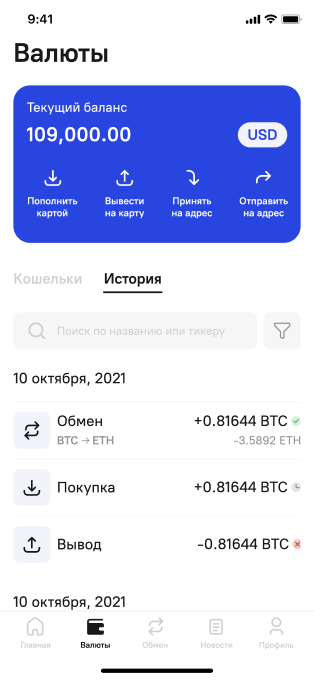 9:41
Валюты
Текущий баланс
109,000.00
USD
Пополнить картой
Вывести на карту
Принять на адрес
Отправить на адрес
Кошельки
История
Поиск по названию или тикеру
10 октября, 2021
Обмен
+0.81644 BTC
BTC → ETH
-3.5892 ETH
Покупка
+0.81644 BTC
Вывод
-0.81644 BTC
10 октября, 2021
Главная
Валюты
Обмен
Новости
Профиль